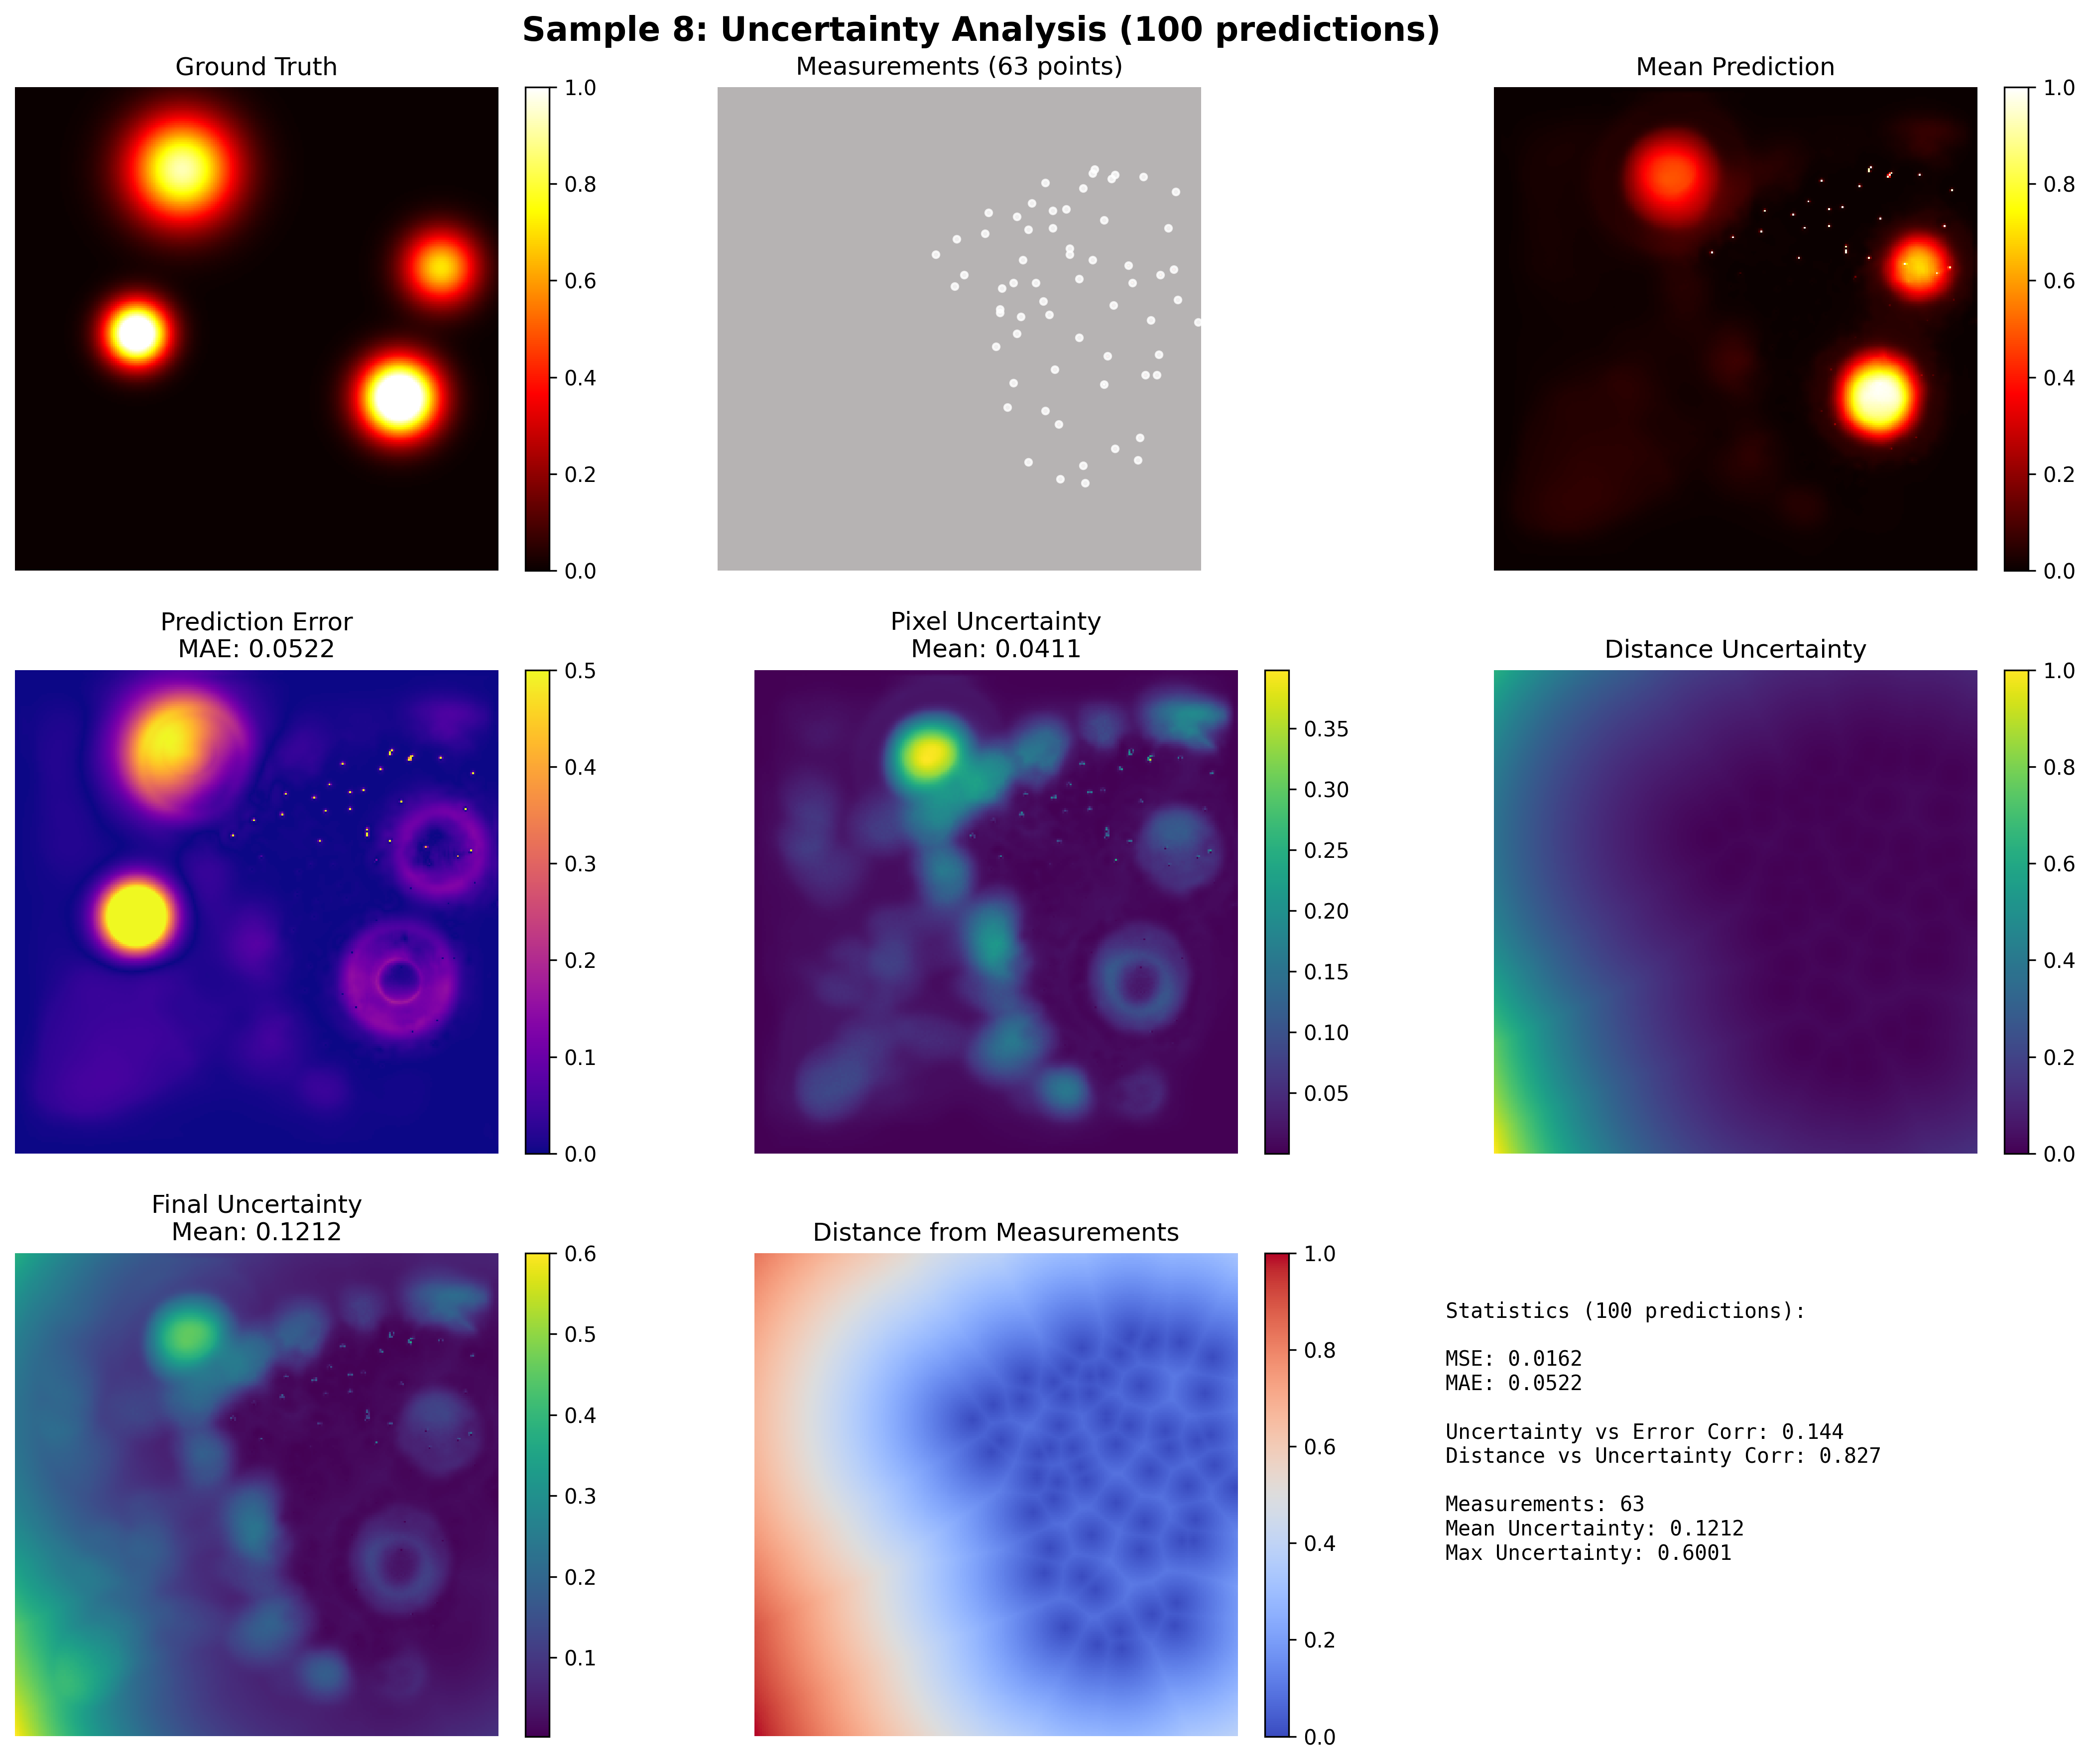 Sample 8: Uncertainty Analysis (100 predictions)
Ground Truth
1.0
0.8
0.6
0.4
0.2
0.0
Measurements (63 points)
Mean Prediction
1.0
0.8
0.6
0.4
0.2
0.0
Prediction Error
MAE: 0.0522
0.5
0.4
0.3
0.2
0.1
0.0
Pixel Uncertainty
Mean: 0.0411
0.35
0.30
0.25
0.20
0.15
0.10
0.05
Distance Uncertainty
1.0
0.8
0.6
0.4
0.2
0.0
Final Uncertainty
Mean: 0.1212
0.6
0.5
0.4
0.3
0.2
0.1
Distance from Measurements
1.0
0.8
0.6
0.4
0.2
0.0
Statistics (100 predictions):
MSE: 0.0162
MAE: 0.0522
Uncertainty vs Error Corr: 0.144
Distance vs Uncertainty Corr: 0.827
Measurements: 63
Mean Uncertainty: 0.1212
Max Uncertainty: 0.6001